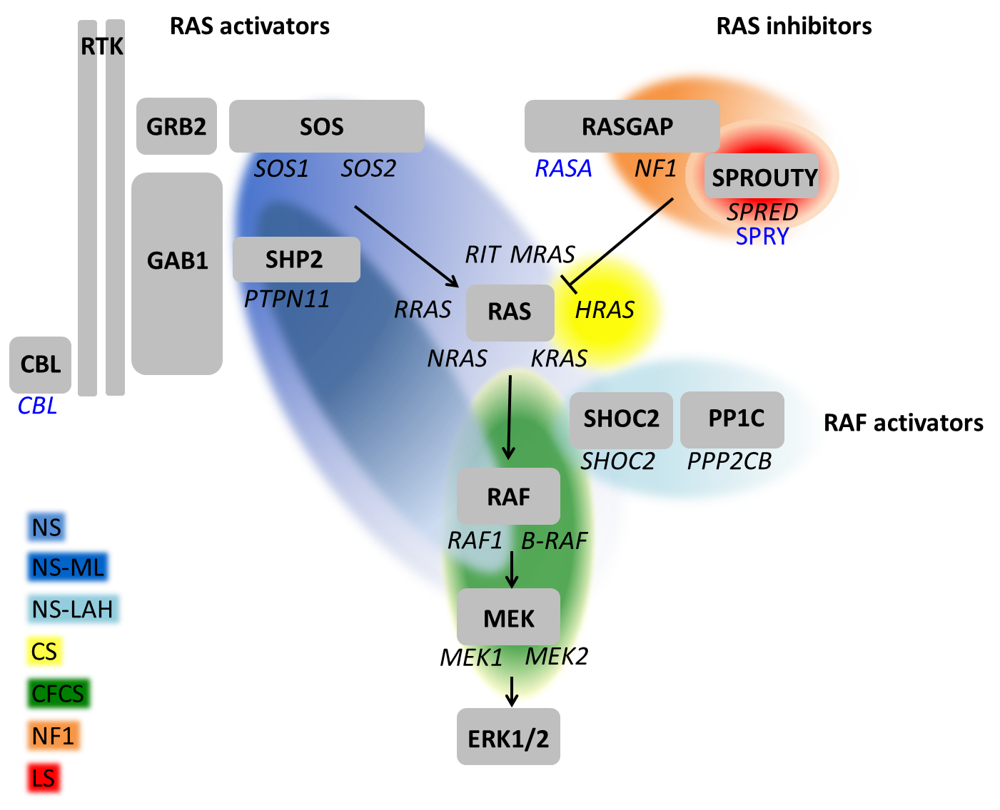 RAS activators
RAS inhibitors
RTK
GRB2
SOS
RASGAP
SOS1 SOS2
RASA NF1
SPROUTY
SPRED
SPRY
GAB1
SHP2
PTPN11
RIT MRAS
RRAS
RAS
HRAS
NRAS KRAS
CBL
CBL
SHOC2
PP1C
RAF activators
SHOC2
PPP2CB
RAF
RAF1 B-RAF
MEK
MEK1 MEK2
ERK1/2
NS
NS-ML
NS-LAH
CS
CFCS
NF1
LS